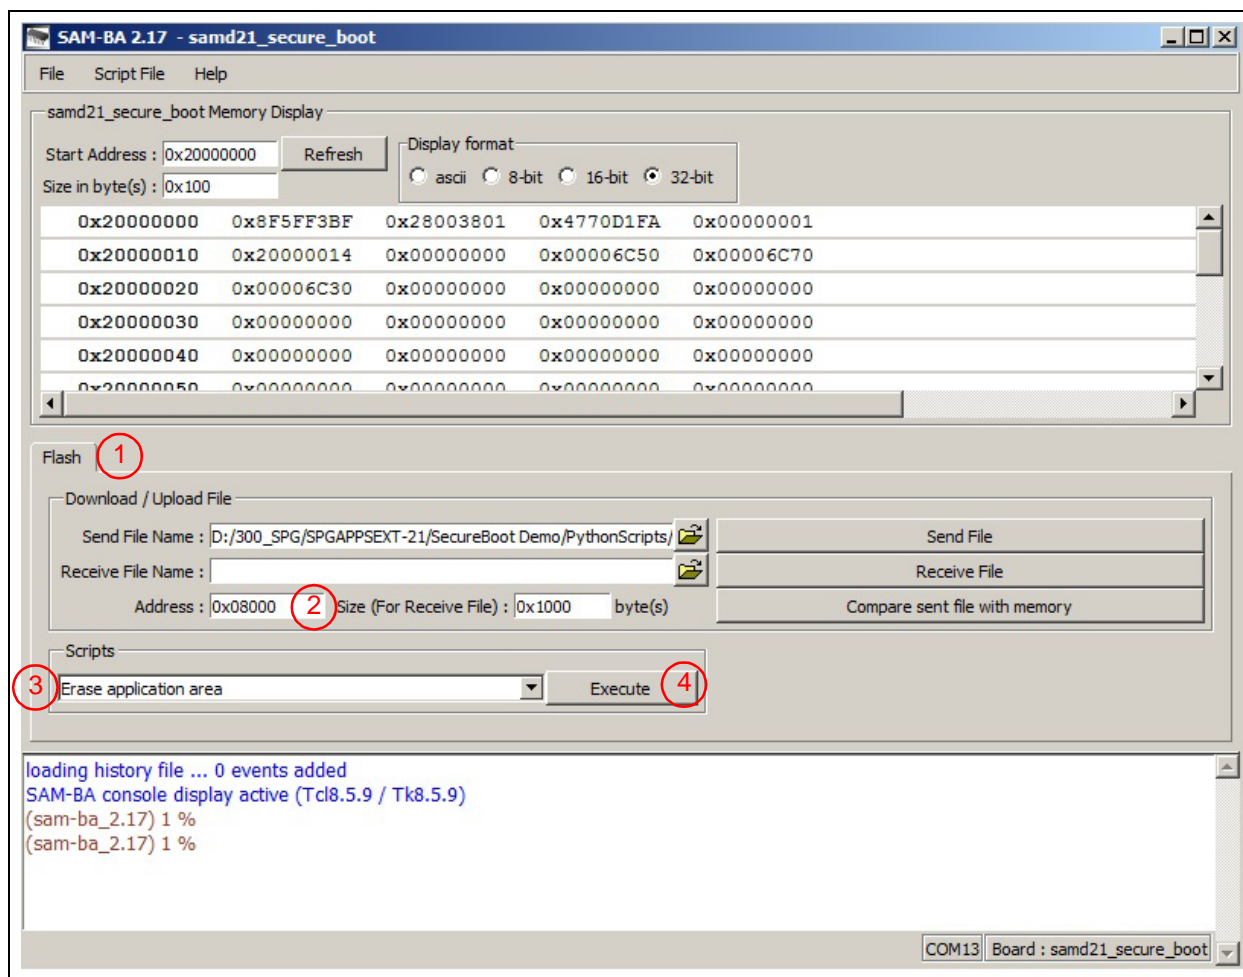 SAM-BA 2.17 - samd21_secure_boot
File Script File Help
samd21_secure_boot Memory Display
Start Address : 0x20000000 Refresh
Display format
Size in byte(s) : 0x100
ascii 8-bit 16-bit 32-bit
0x20000000 0x8F5FF3BF 0x28003801 0x4770D1FA 0x00000001
0x20000010 0x20000014 0x00000000 0x00006C50 0x00006C70
0x20000020 0x00006C30 0x00000000 0x00000000 0x00000000
0x20000030 0x00000000 0x00000000 0x00000000 0x00000000
0x20000040 0x00000000 0x00000000 0x00000000 0x00000000
0x20000050 0x00000000 0x00000000 0x00000000 0x00000000
Flash 1
Download / Upload File
Send File Name : D:/300_SPG/SPGAPPSEXT-21/SecureBoot Demo/PythonScripts/ Send File
Receive File Name : Receive File
Address : 0x08000 2 Size (For Receive File) : 0x1000 byte(s) Compare sent file with memory
Scripts
3 Erase application area Execute 4
loading history file ... 0 events added
SAM-BA console display active (Tcl8.5.9 / Tk8.5.9)
(sam-ba_2.17) 1 %
(sam-ba_2.17) 1 %
COM13 Board : samd21_secure_boot